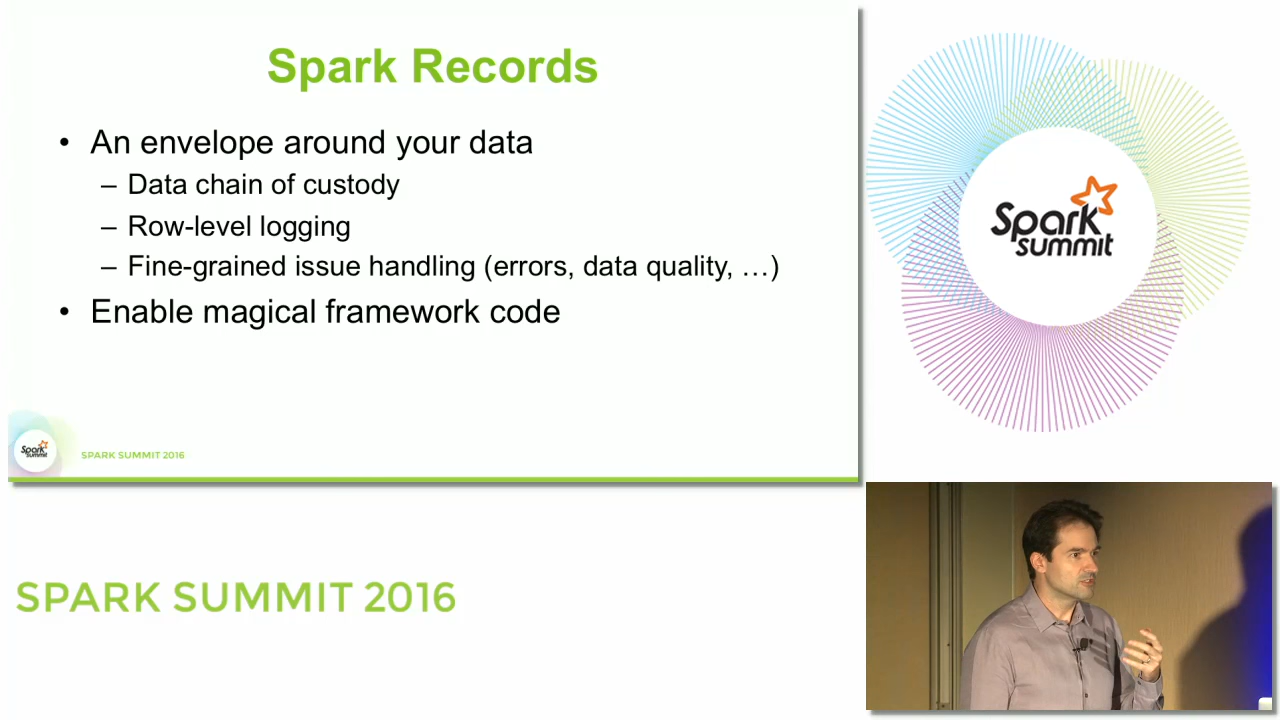 Spark Records
• An envelope around your data
– Data chain of custody
– Row-level logging
– Fine-grained issue handling (errors, data quality, …)
• Enable magical framework code
Spark
summit
SPARK SUMMIT 2016
Spark
summit
SPARK SUMMIT 2016